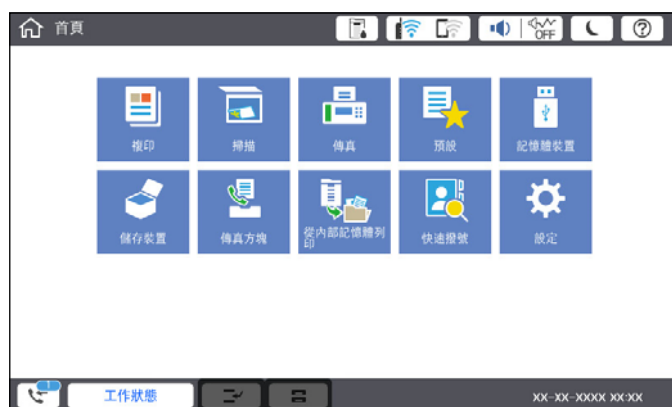 首頁
OFF
複印
掃描
傳真
預設
記憶體裝置
儲存裝置
傳真方塊
從內部記憶體列
印
快速撥號
設定
1
工作狀態
XX-XX-XXXX XX:XX